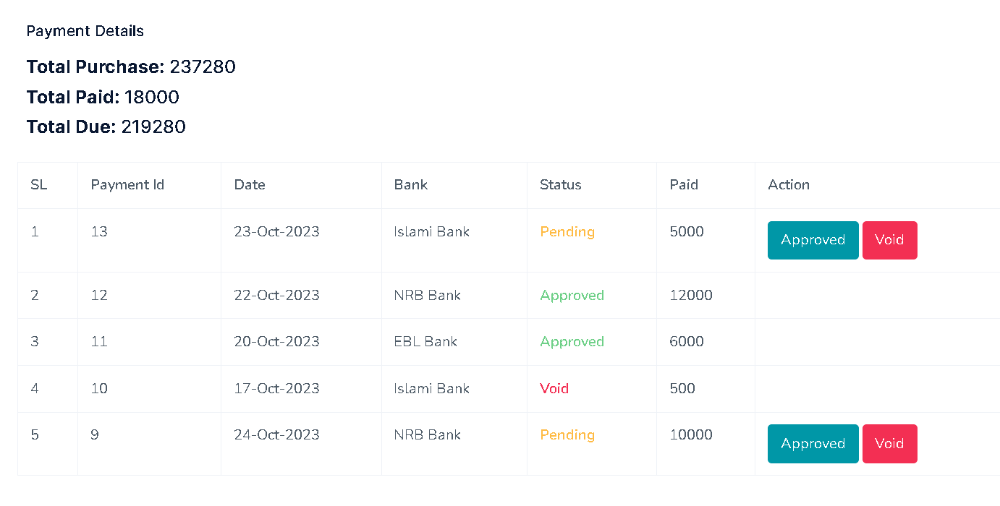 Payment Details
Total Purchase: 237280
Total Paid: 18000
Total Due: 219280
SL Payment Id Date Bank Status Paid Action
1 13 23-Oct-2023 Islami Bank Pending 5000 Approved Void
2 12 22-Oct-2023 NRB Bank Approved 12000
3 11 20-Oct-2023 EBL Bank Approved 6000
4 10 17-Oct-2023 Islami Bank Void 500
5 9 24-Oct-2023 NRB Bank Pending 10000 Approved Void